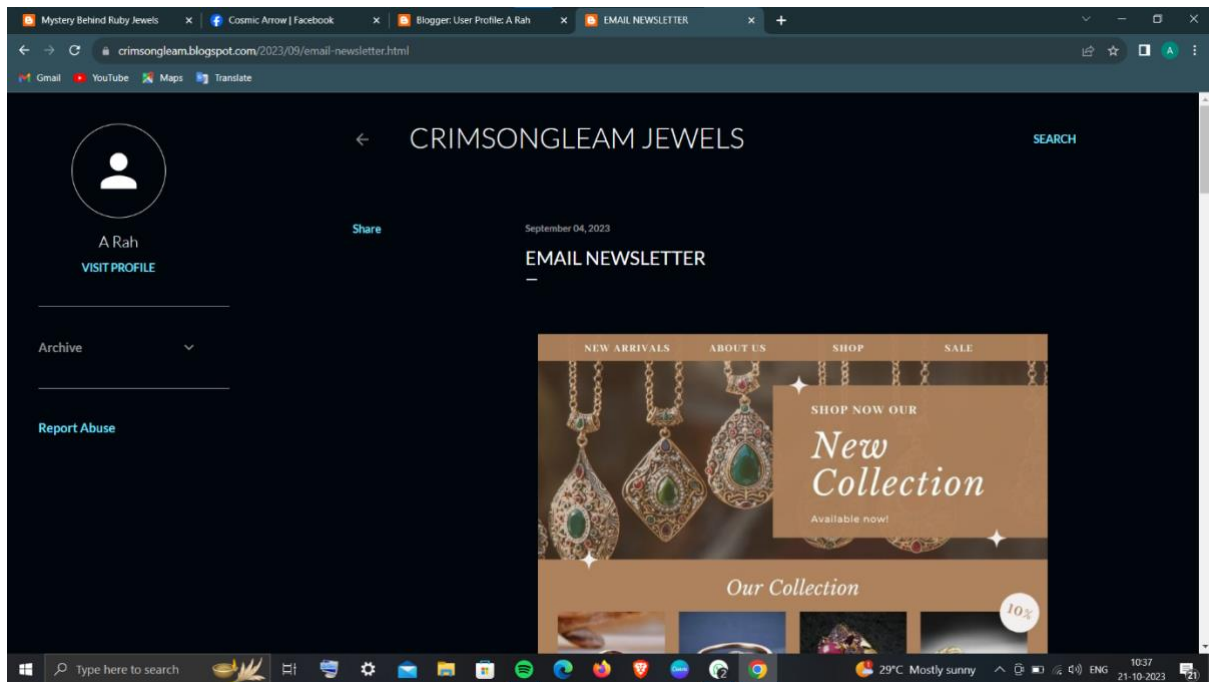 Mystery Behind Ruby Jewels
Cosmic Arrow | Facebook
Blogger: User Profile: A Rah
EMAIL NEWSLETTER
crimsongleam.blogspot.com/2023/09/email-newsletter.html
Gmail
YouTube
Maps
Translate
A
CRIMSONGLEAM JEWELS
SEARCH
Share
September 04, 2023
A Rah
EMAIL NEWSLETTER
VISIT PROFILE
Archive
NEW ARRIVALS
ABOUT US
SHOP
SALE
SHOP NOW OUR
Report Abuse
New
Collection
Available now!
Our Collection
10%
Type here to search
29°C Mostly sunny
ENG
10:37
21-10-2023